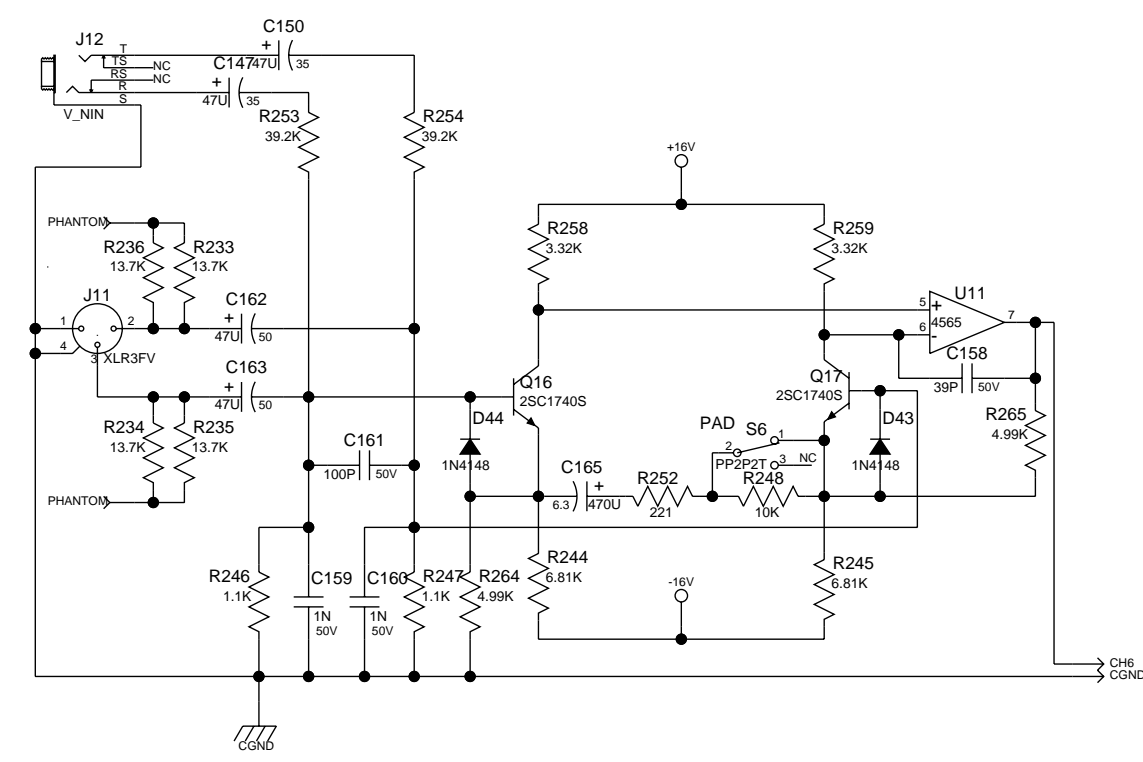 C150
J12
+
T
TS
NC
C147
47U
35
RS
NC
+
R
S
47U
35
V_NIN
R253
39.2K
R254
39.2K
+16V
PHANTOM
R236
13.7K
R233
13.7K
R258
3.32K
R259
3.32K
J11
C162
1
2
+
47U
50
4
3
XLR3FV
5
+
U11
7
6
-
4565
C158
39P
50V
C163
+
47U
50
Q16
2SC1740S
Q17
2SC1740S
R265
4.99K
R234
13.7K
R235
13.7K
D44
1N4148
PAD
S6
1
2
PP2P2T
3
NC
D43
1N4148
C161
100P
50V
C165
+
6.3
470U
R252
221
R248
10K
PHANTOM
R246
1.1K
C159
1N
50V
C160
1N
50V
R247
1.1K
R264
4.99K
R244
6.81K
-16V
R245
6.81K
CH6
CGND
CGND